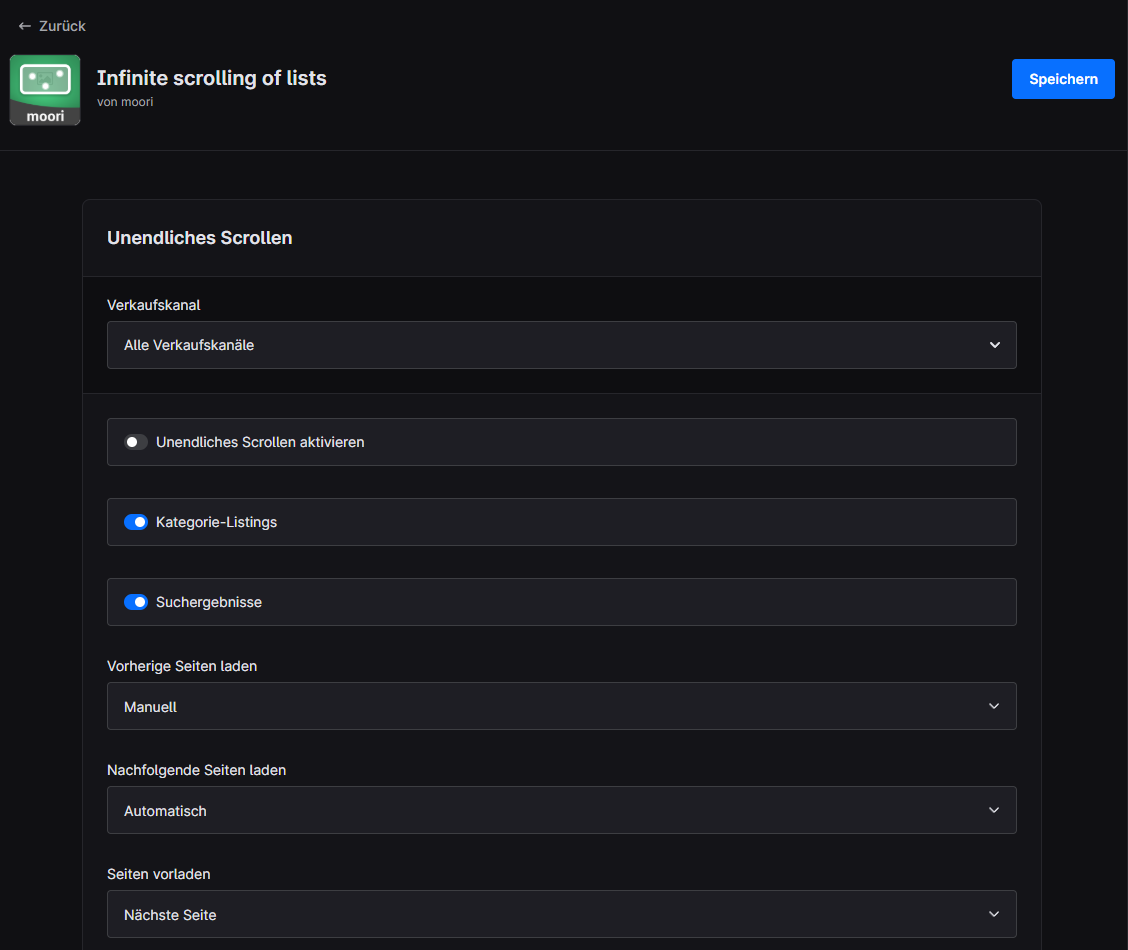 ← Zurück
Infinite scrolling of lists
von moori
moori
Speichern
Unendliches Scrollen
Verkaufskanal
Alle Verkaufskanäle
Unendliches Scrollen aktivieren
Kategorie-Listings
Suchergebnisse
Vorherige Seiten laden
Manuell
Nachfolgende Seiten laden
Automatisch
Seiten vorladen
Nächste Seite